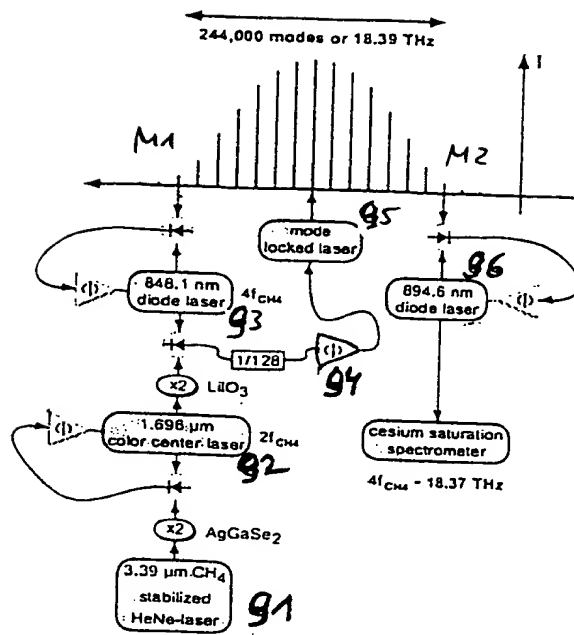 244,000 modes or 18.39 THz
I
M1
M2
g5
mode
locked laser
g6
848.1 nm
diode laser
4fCH4
g3
894.6 nm
diode laser
1/128
g4
x2 LiIO3
1.696 µm
color center laser
2fCH4
g2
cesium saturation
spectrometer
4fCH4 - 18.37 THz
x2 AgGaSe2
3.39 µm CH4
stabilized
HeNe-laser
g1